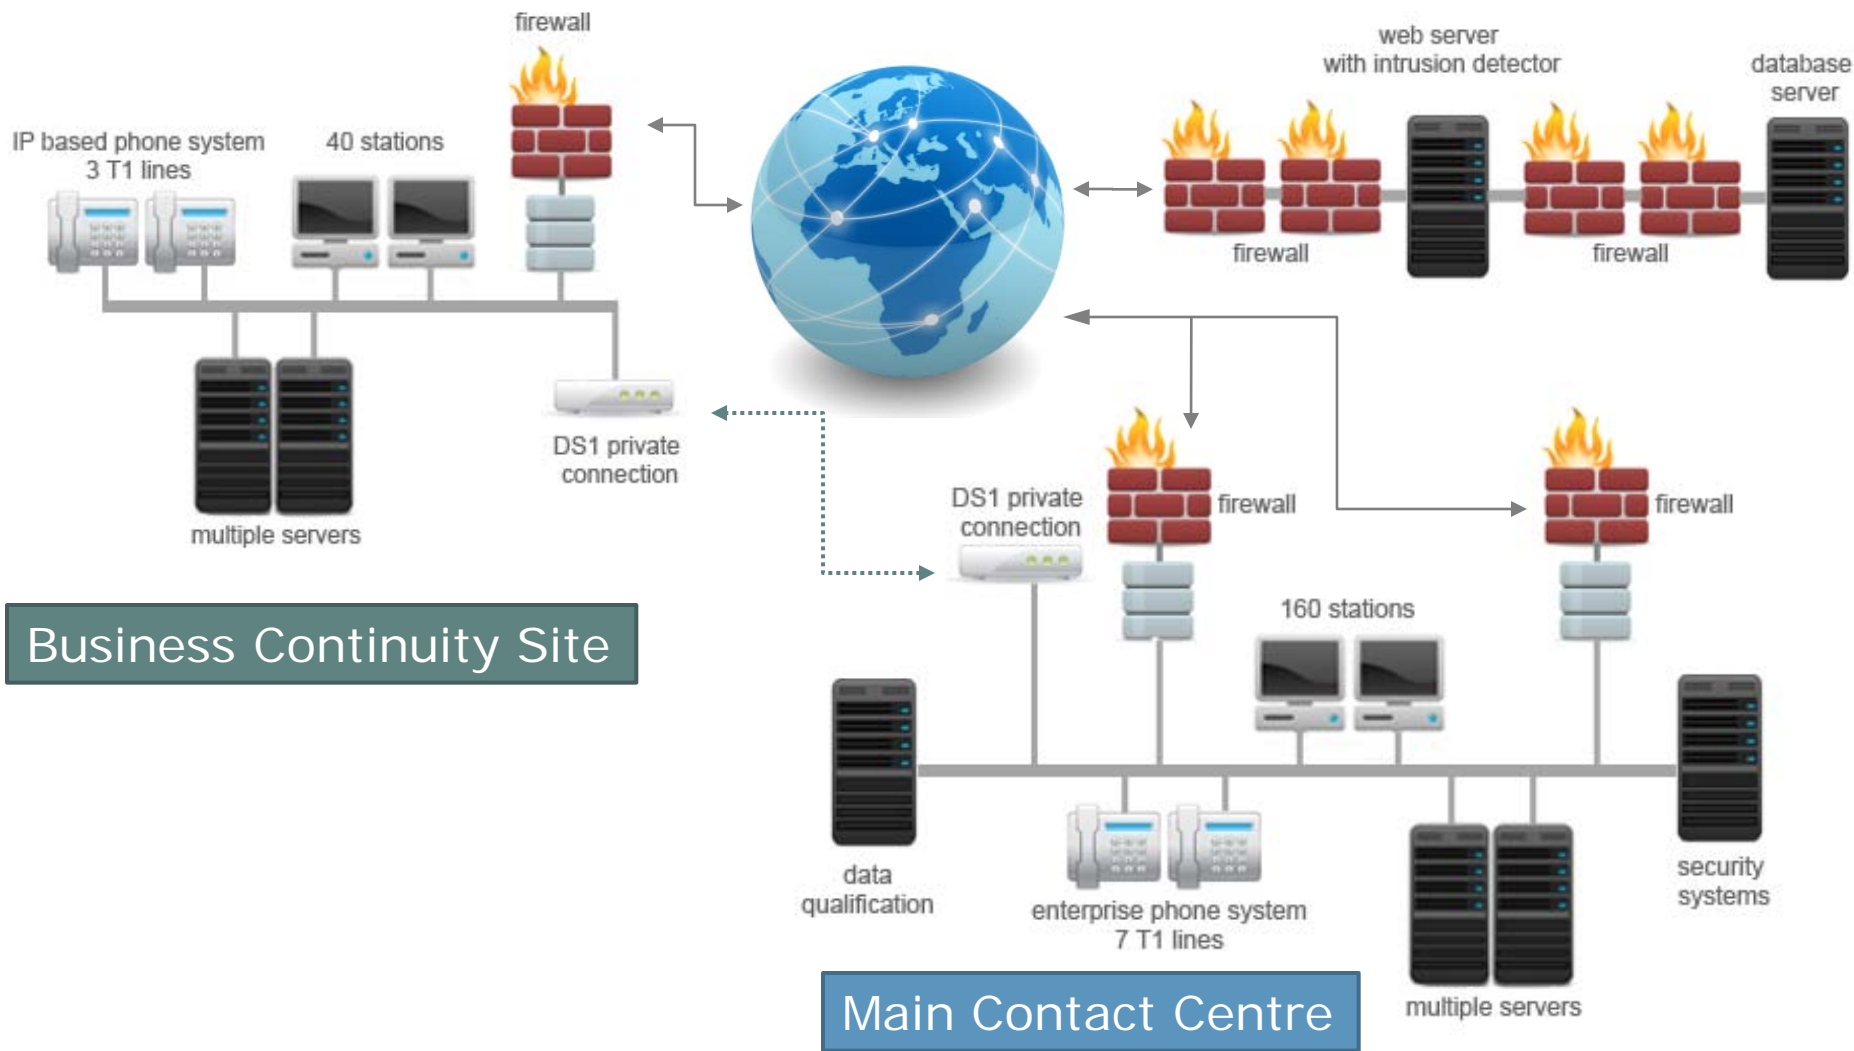 firewall
IP based phone system
3 T1 lines
40 stations
multiple servers
DS1 private
connection
Business Continuity Site
web server
with intrusion detector
database
server
firewall
firewall
DS1 private
connection
firewall
firewall
160 stations
data
qualification
enterprise phone system
7 T1 lines
multiple servers
security
systems
Main Contact Centre